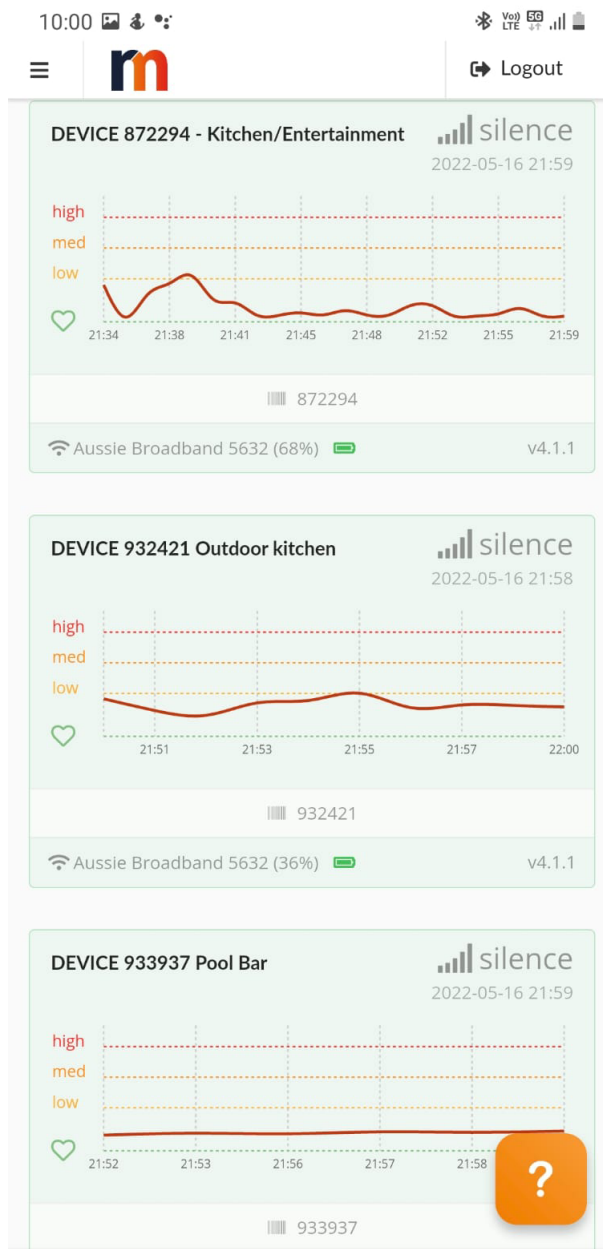 10:00 Vo)) LTE 5G
m Logout
DEVICE 872294 - Kitchen/Entertainment silence
2022-05-16 21:59
high
med
low
21:34 21:38 21:41 21:45 21:48 21:52 21:55 21:59
872294
Aussie Broadband 5632 (68%) v4.1.1
DEVICE 932421 Outdoor kitchen silence
2022-05-16 21:58
high
med
low
21:51 21:53 21:55 21:57 22:00
932421
Aussie Broadband 5632 (36%) v4.1.1
DEVICE 933937 Pool Bar silence
2022-05-16 21:59
high
med
low
21:52 21:53 21:56 21:57 21:58
?
933937